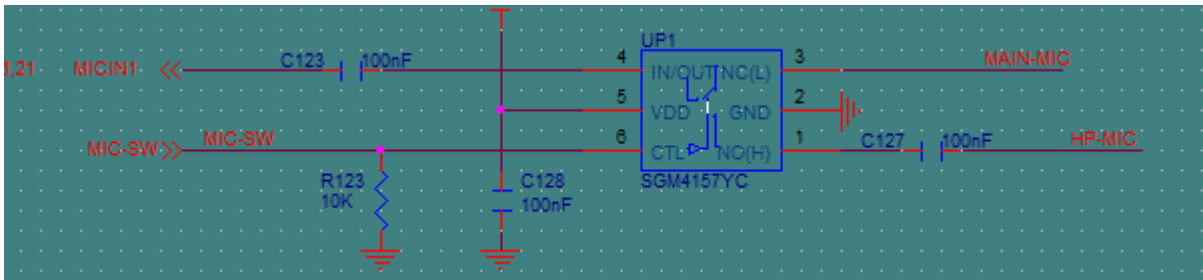 UP1
3,21 MICIN1 C123 100nF 4 IN/OUT NC(L) 3 MAIN-MIC
5 VDD GND 2
MIC-SW MIC-SW 6 CTL NO(H) 1 C127 100nF HP-MIC
R123 C128 SGM4157YC
10K 100nF